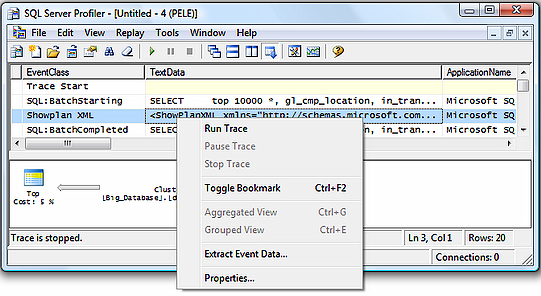 SQL Server Profiler - [Untitled - 4 (PELE)]
File Edit View Replay Tools Window Help
EventClass TextData ApplicationName
Trace Start
SQL:BatchStarting SELECT top 10000 *, gl_cmp_location, in_tran... Microsoft SQ
Showplan XML <ShowPlanXML xmlns="http://schemas.microsoft.com... Microsoft SQ
SQL:BatchCompleted SELECT in_tran... Microsoft SQ
Run Trace
Pause Trace
Stop Trace
Toggle Bookmark Ctrl+F2
Aggregated View Ctrl+G
Grouped View Ctrl+E
Extract Event Data...
Properties...
Top
Cost: 5 %
Clust
[Big_Database].[d
Trace is stopped.
Ln 3, Col 1 Rows: 20
Connections: 0